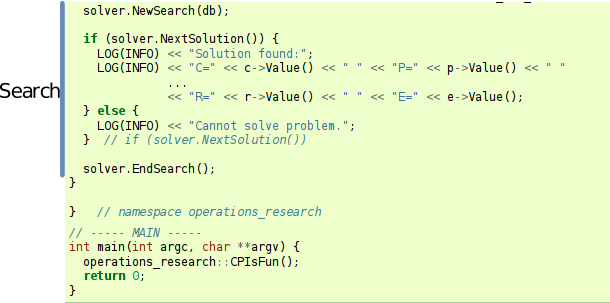 solver.NewSearch(db);
if (solver.NextSolution()) {
LOG(INFO) << "Solution found:";
LOG(INFO) << "C=" << c->Value() << " " << "P=" << p->Value() << " "
Search
...
<< "R=" << r->Value() << " " << "E=" << e->Value();
} else {
LOG(INFO) << "Cannot solve problem.";
} // if (solver.NextSolution())
solver.EndSearch();
}
} // namespace operations_research
// ----- MAIN -----
int main(int argc, char **argv) {
operations_research::CPIsFun();
return 0;
}